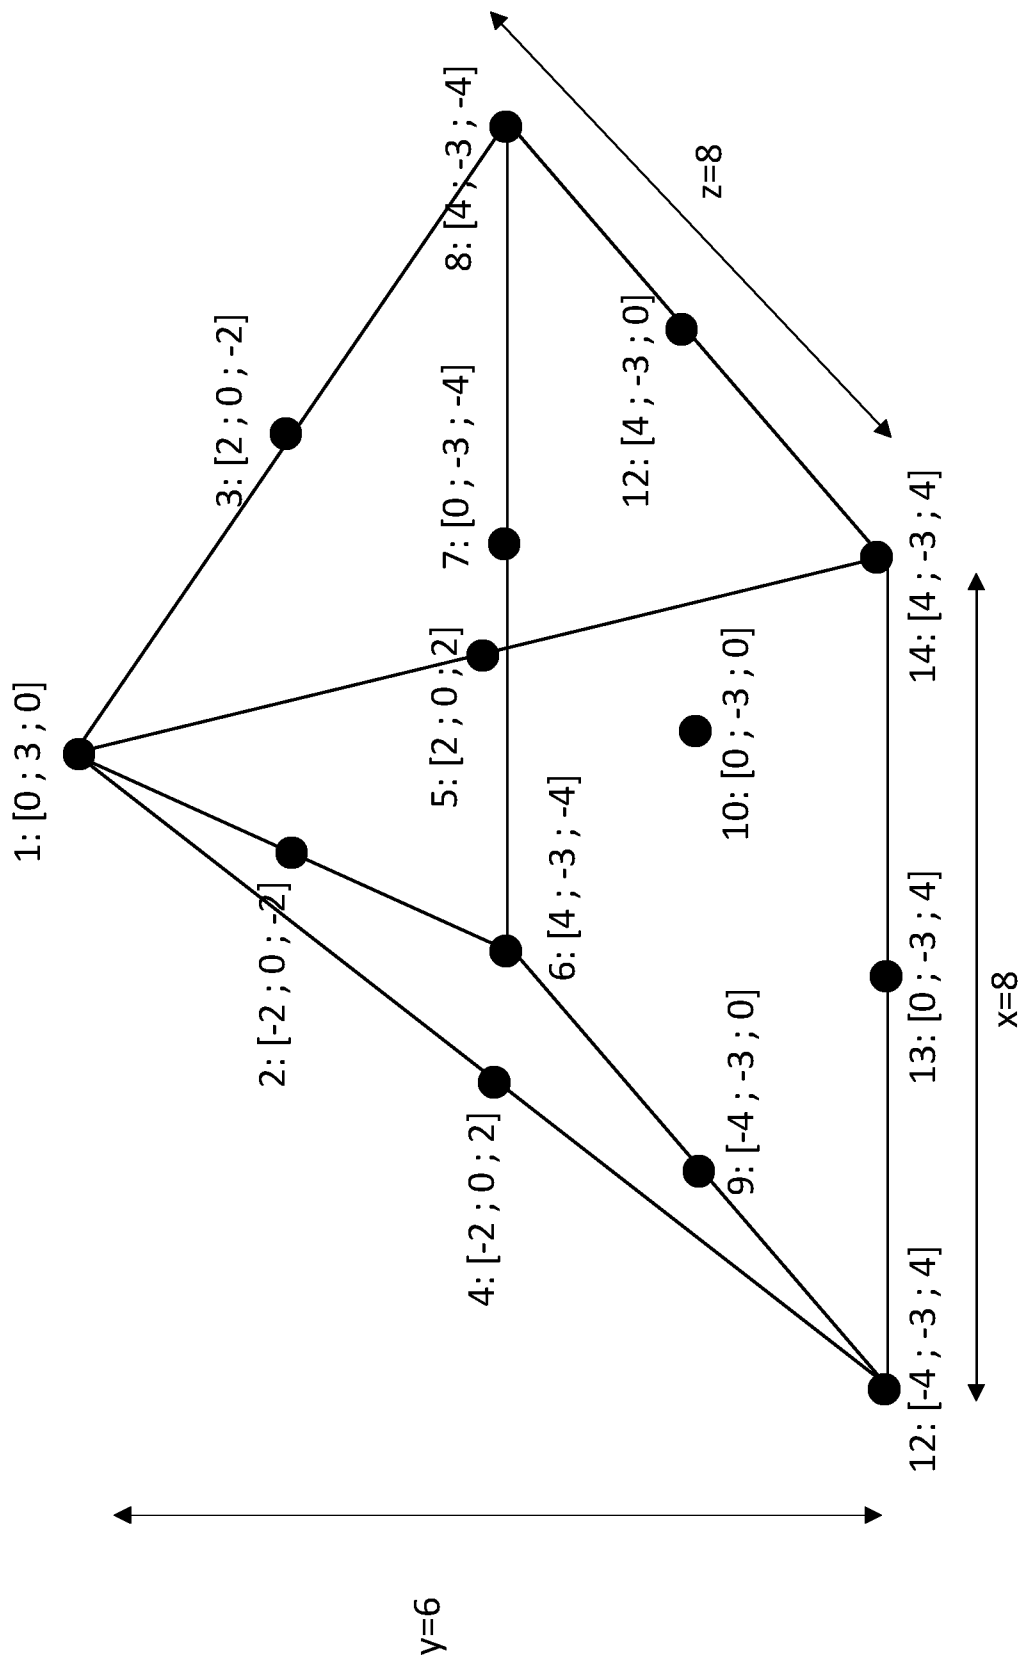 1: [0 ; 3 ; 0]
3: [2 ; 0 ; -2]
2: [-2 ; 0 ; -2]
8: [4 ; -3 ; -4]
7: [0 ; -3 ; -4]
5: [2 ; 0 ; 2]
4: [-2 ; 0 ; 2]
6: [4 ; -3 ; -4]
12: [4 ; -3 ; 0]
z=8
10: [0 ; -3 ; 0]
9: [-4 ; -3 ; 0]
14: [4 ; -3 ; 4]
13: [0 ; -3 ; 4]
12: [-4 ; -3 ; 4]
x=8
y=6